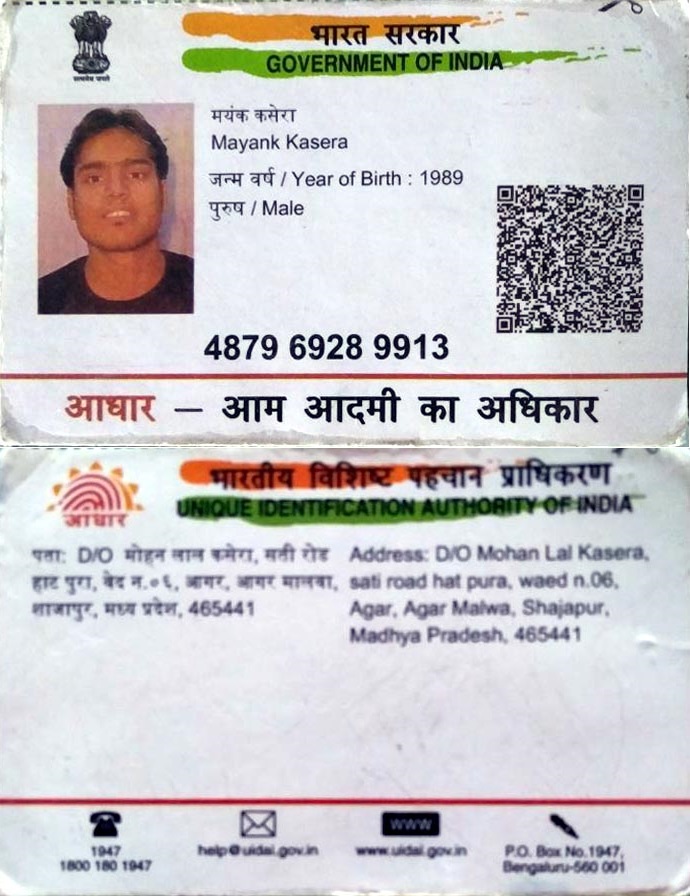 भारत सरकार
GOVERNMENT OF INDIA
सत्यमेव जयते
मयंक कसेरा
Mayank Kasera
जन्म वर्ष / Year of Birth : 1989
पुरुष / Male
4879 6928 9913
आधार – आम आदमी का अधिकार
भारतीय विशिष्ट पहचान प्राधिकरण
UNIQUE IDENTIFICATION AUTHORITY OF INDIA
आधार
पता: D/O मोहन लाल कसेरा, सती रोड
हाट पुरा, वेद न.०६, आगर, आगर मालवा,
शाजापुर, मध्य प्रदेश, 465441
Address: D/O Mohan Lal Kasera,
sati road hat pura, waed n.06,
Agar, Agar Malwa, Shajapur,
Madhya Pradesh, 465441
1947
1800 180 1947
help@uidai.gov.in
www
www.uidai.gov.in
P.O. Box No.1947,
Bengaluru-560 001